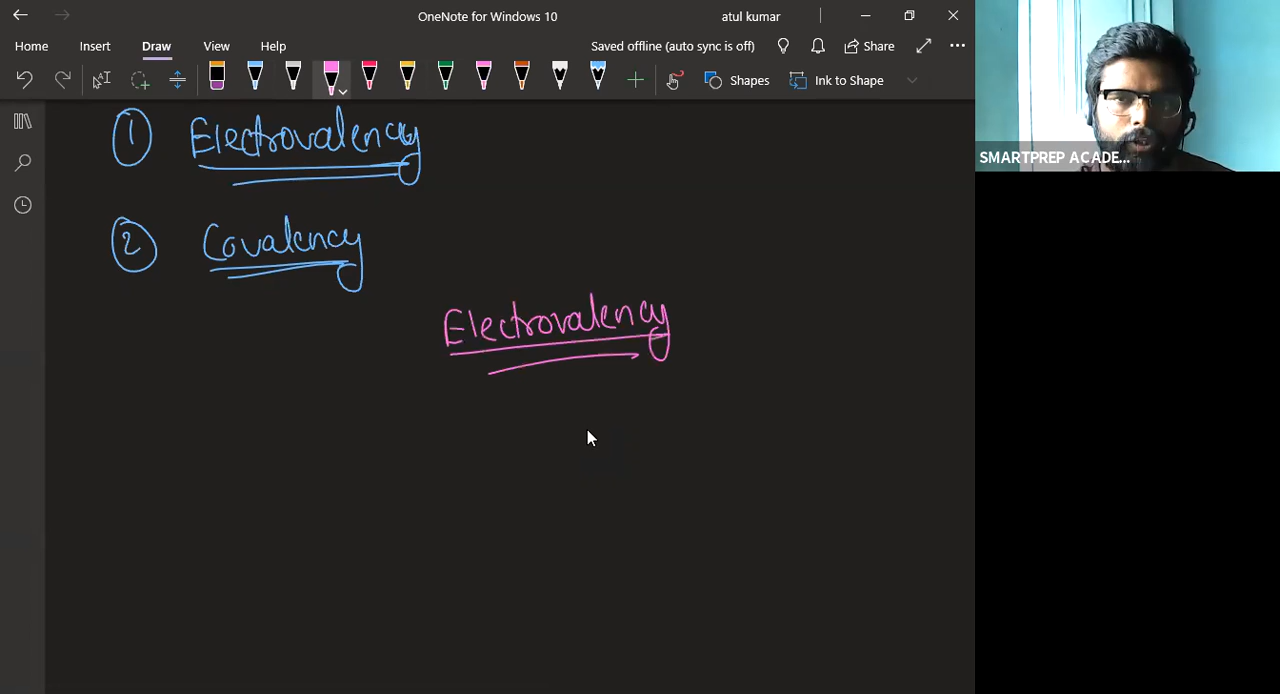 OneNote for Windows 10
atul kumar
Home Insert Draw View Help
Saved offline (auto sync is off)
Share
Shapes
Ink to Shape
① Electrovalency
② Covalency
Electrovalency
SMARTPREP ACADE...